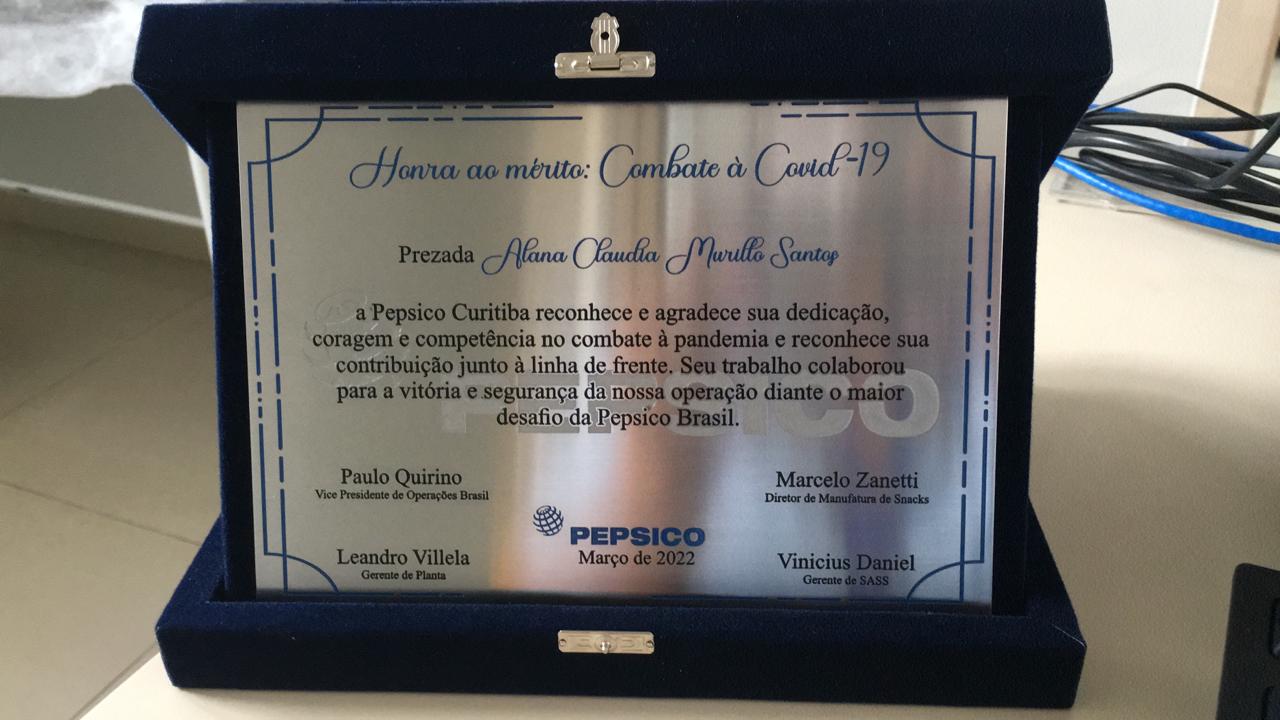 Honra ao mérito: Combate à Covid-19
Prezada Alana Claudia Murillo Santos
a Pepsico Curitiba reconhece e agradece sua dedicação,
coragem e competência no combate à pandemia e reconhece sua
contribuição junto à linha de frente. Seu trabalho colaborou
para a vitória e segurança da nossa operação diante o maior
desafio da Pepsico Brasil.
PEPSICO
Paulo Quirino
Vice Presidente de Operações Brasil
Marcelo Zanetti
Diretor de Manufatura de Snacks
PEPSICO
Março de 2022
Leandro Villela
Gerente de Planta
Vinicius Daniel
Gerente de SASS